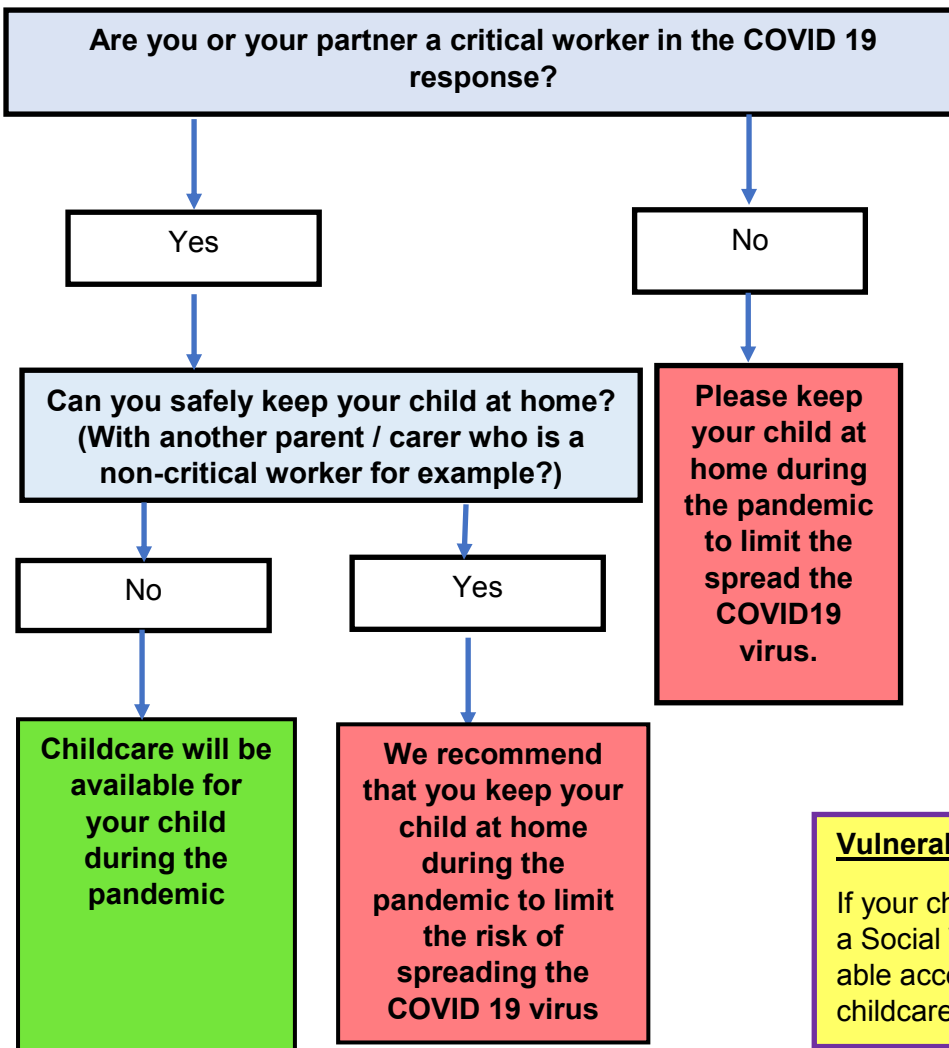 Are you or your partner a critical worker in the COVID 19
response?
Yes
No
Can you safely keep your child at home?
(With another parent / carer who is a
non-critical worker for example?)
Please keep
your child at
home during
the pandemic
to limit the
spread the
COVID19
virus.
No
Yes
Childcare will be
available for
your child
during the
pandemic
We recommend
that you keep your
child at home
during the
pandemic to limit
the risk of
spreading the
COVID 19 virus
If your
a Social
able
childcare